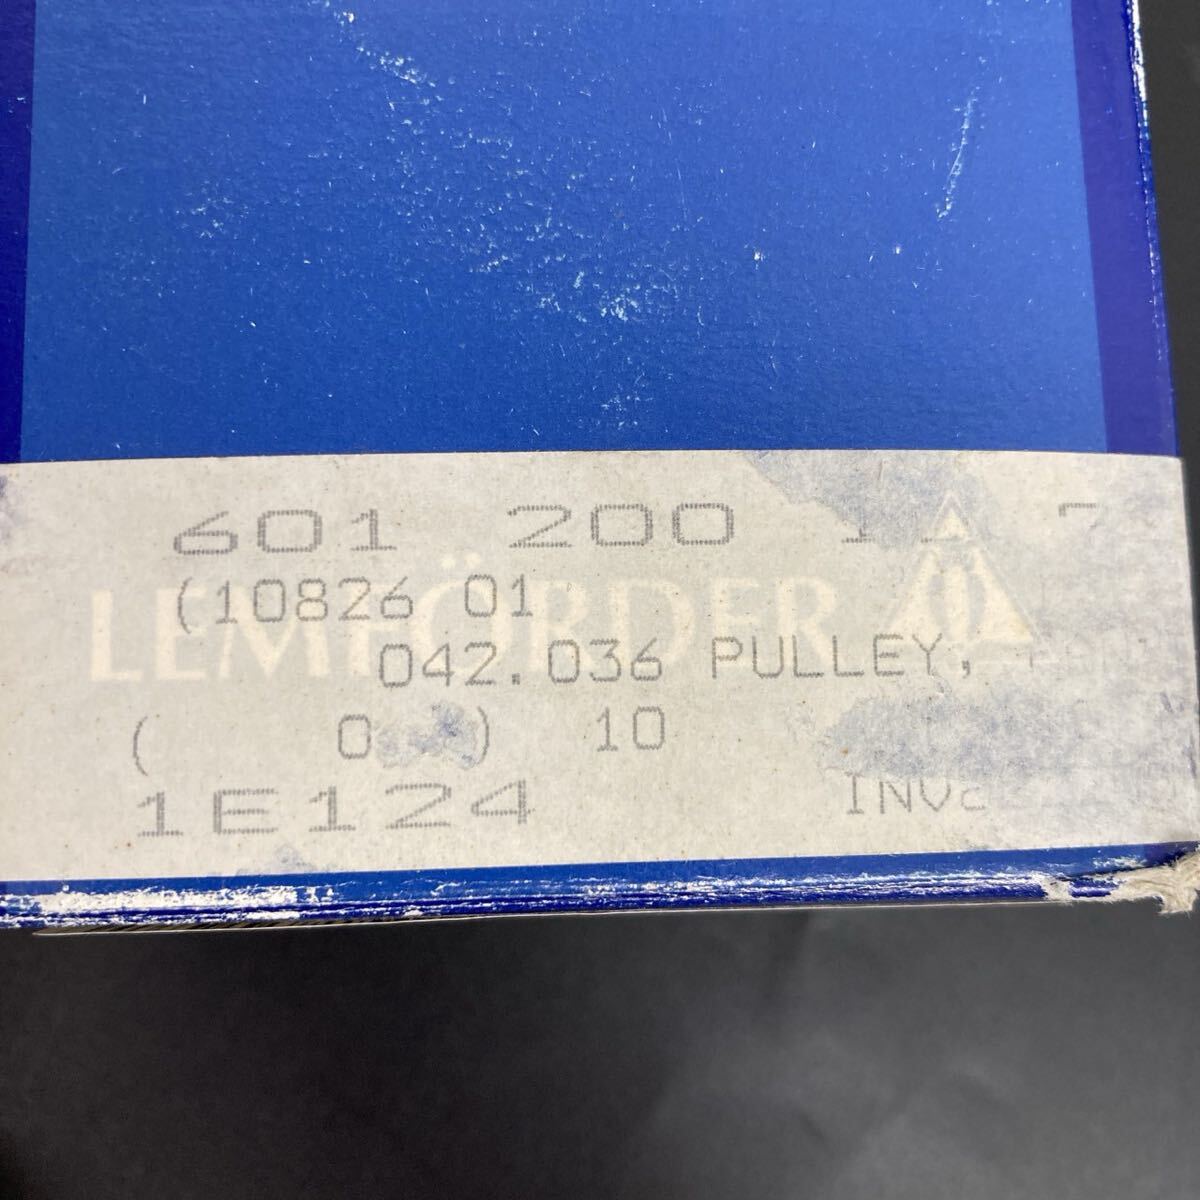 601 200
(10826 01
LEMFÖRDER
042.036 PULLEY,
( 0 ) 10
1E124